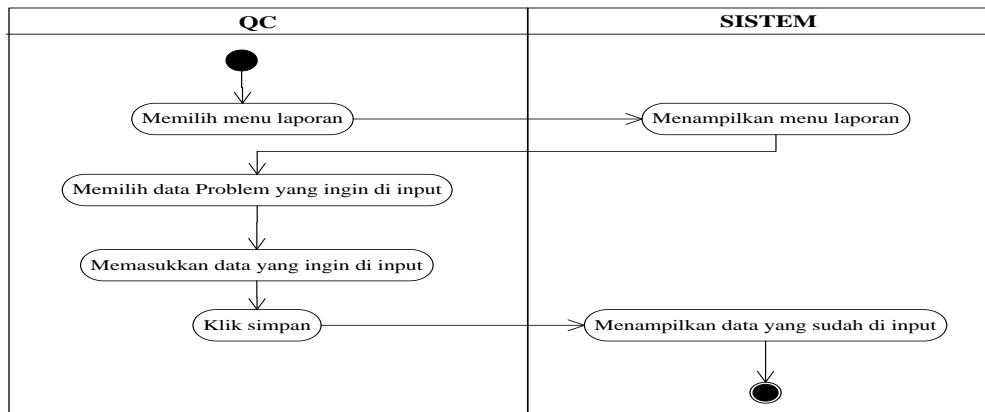 QC
SISTEM
Memilih menu laporan
Menampilkan menu laporan
Memilih data Problem yang ingin di input
Memasukkan data yang ingin di input
Klik simpan
Menampilkan data yang sudah di input